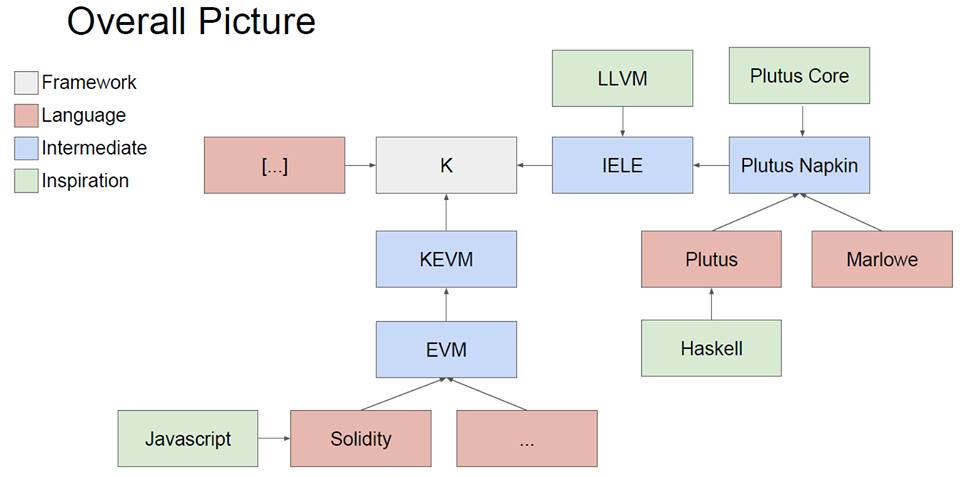 Overall Picture
Framework
Language
Intermediate
Inspiration
LLVM
Plutus Core
[...]
K
IELE
Plutus Napkin
KEVM
Plutus
Marlowe
EVM
Haskell
Javascript
Solidity
...